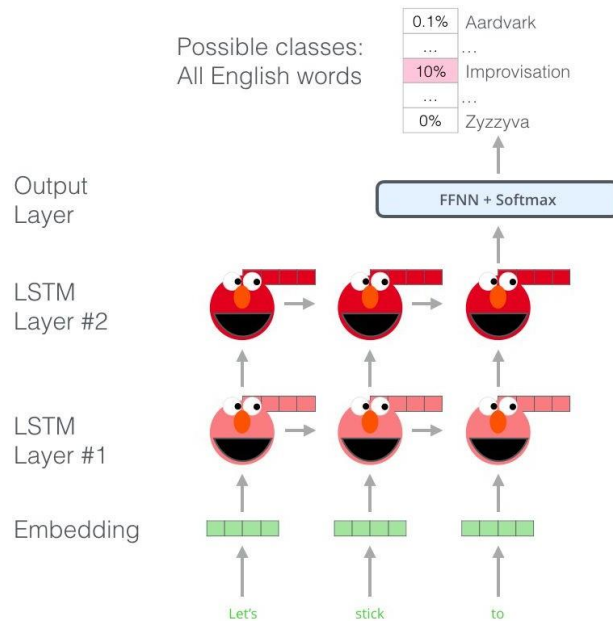 Possible classes:
All English words
0.1% Aardvark
... ...
10% Improvisation
... ...
0% Zyzzyva
Output
Layer
FFNN + Softmax
LSTM
Layer #2
LSTM
Layer #1
Embedding
Let's stick to